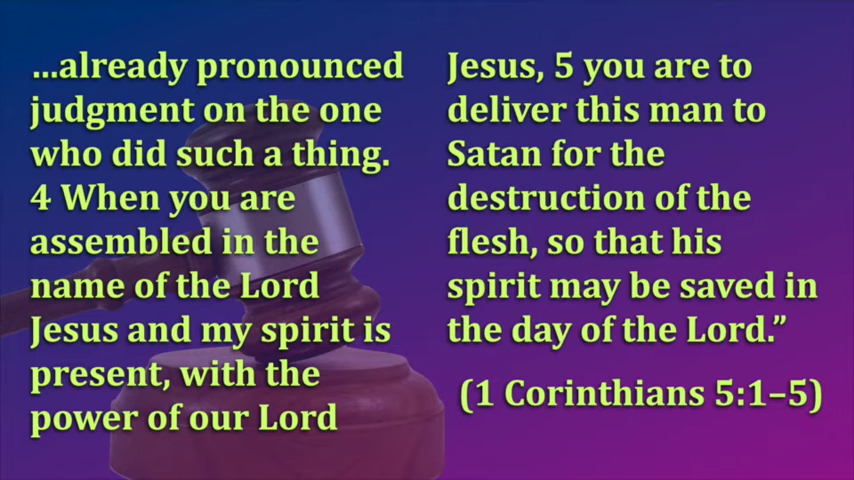 …already pronounced
judgment on the one
who did such a thing.
4 When you are
assembled in the
name of the Lord
Jesus and my spirit is
present, with the
power of our Lord
Jesus, 5 you are to
deliver this man to
Satan for the
destruction of the
flesh, so that his
spirit may be saved in
the day of the Lord.”
(1 Corinthians 5:1–5)